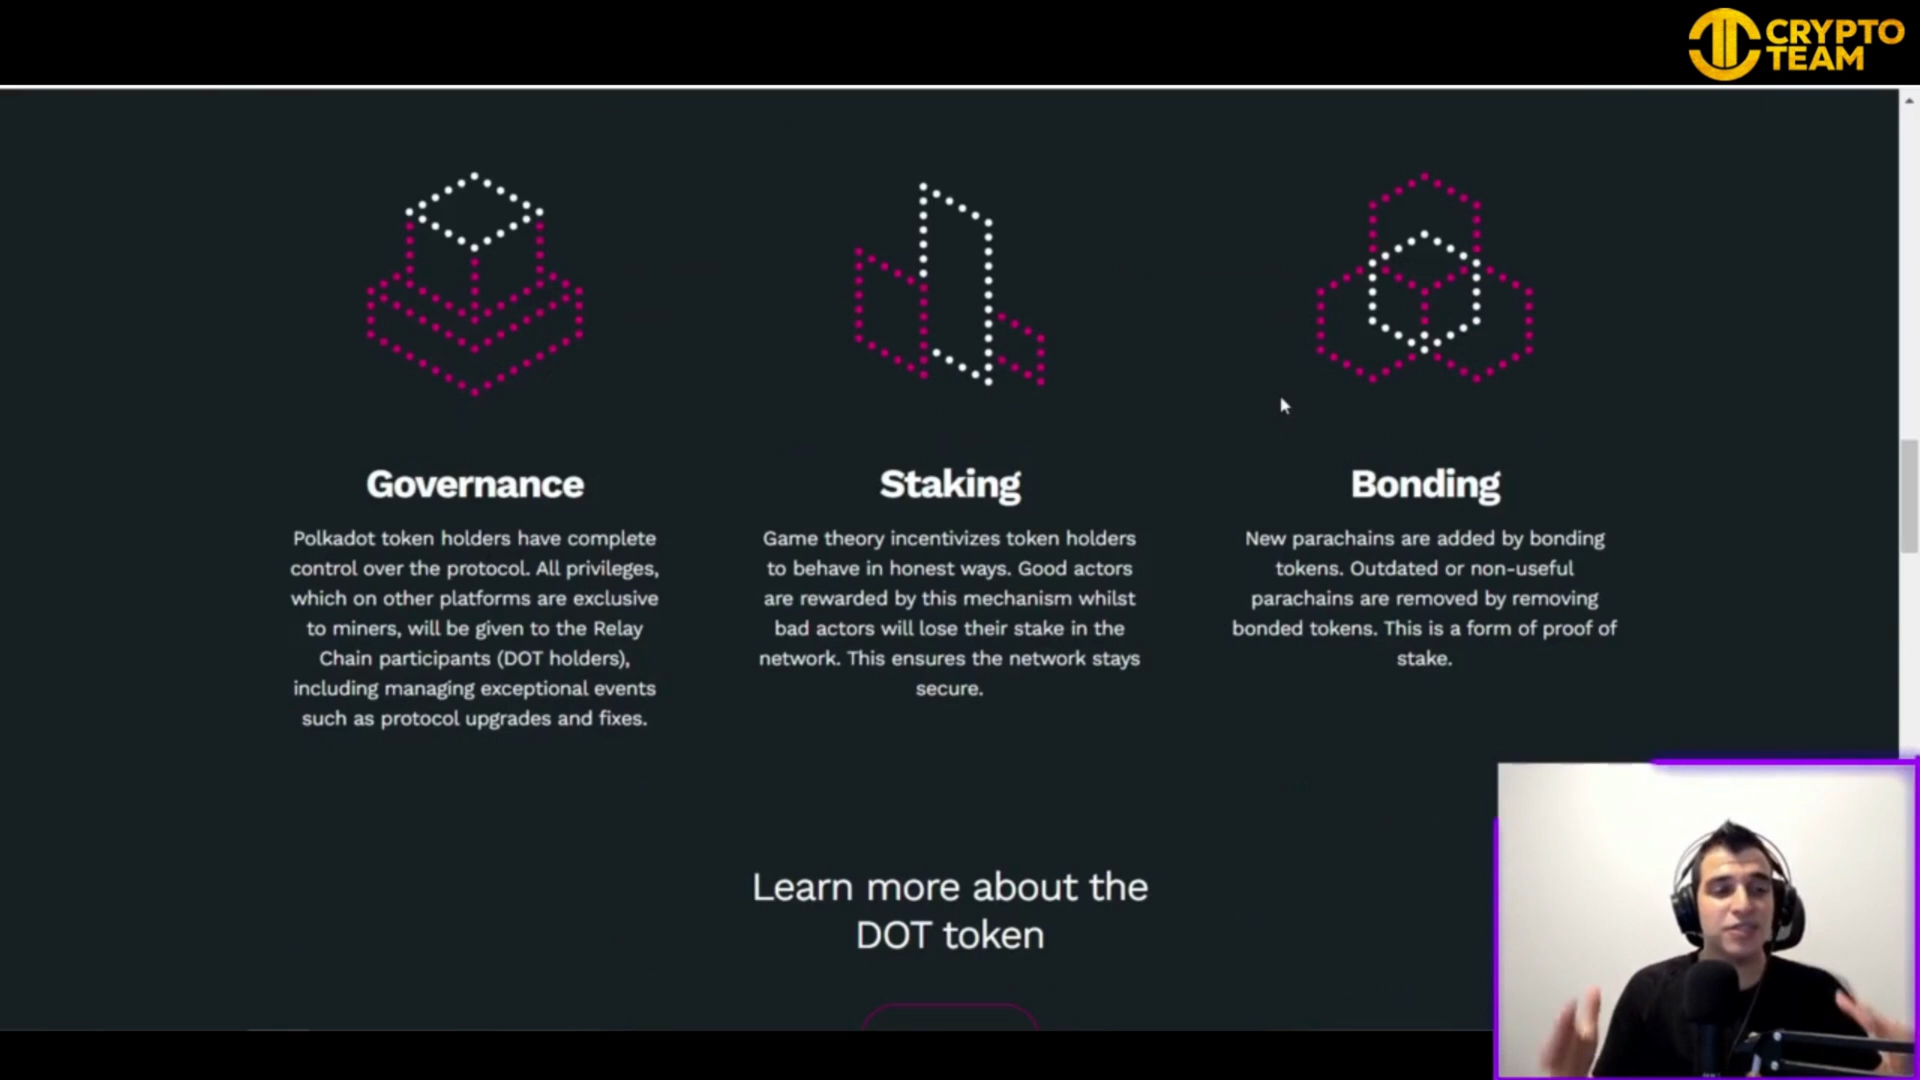 CRYPTO
TEAM
Governance
Polkadot token holders have complete
control over the protocol. All privileges,
which on other platforms are exclusive
to miners, will be given to the Relay
Chain participants (DOT holders),
including managing exceptional events
such as protocol upgrades and fixes.
Staking
Game theory incentivizes token holders
to behave in honest ways. Good actors
are rewarded by this mechanism whilst
bad actors will lose their stake in the
network. This ensures the network stays
secure.
Bonding
New parachains are added by bonding
tokens. Outdated or non-useful
parachains are removed by removing
bonded tokens. This is a form of proof of
stake.
Learn more about the
DOT token